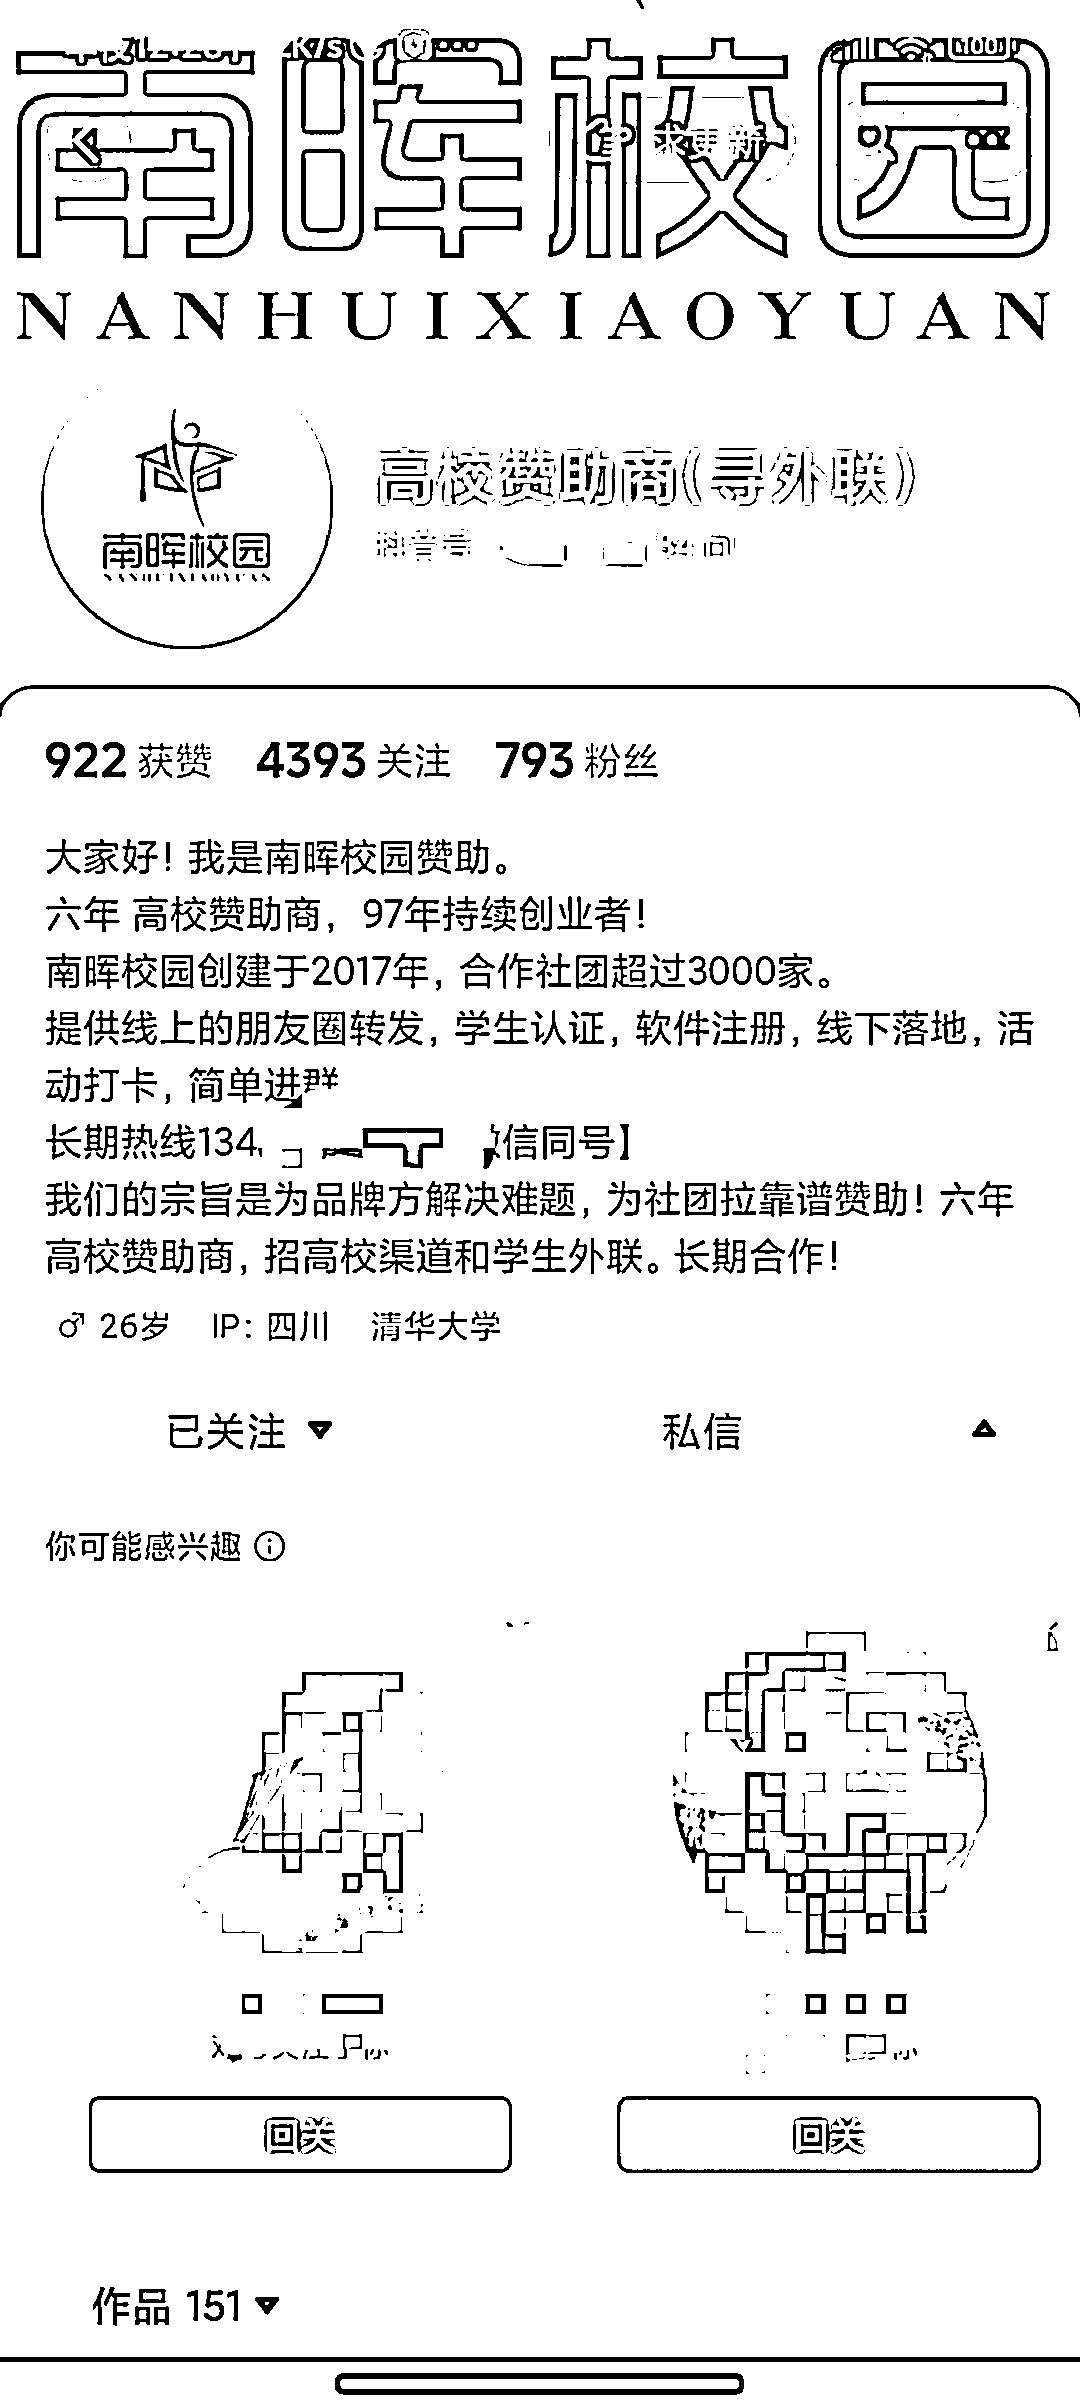 南晖校园
求更新
NANHUIXIAOYUAN
南晖校园
NANHUIXIAOYUAN
高校赞助商(寻外联)
抖音号
922 获赞 4393 关注 793 粉丝
大家好! 我是南晖校园赞助。
六年 高校赞助商, 97年持续创业者!
南晖校园创建于2017年, 合作社团超过3000家。
提供线上的朋友圈转发, 学生认证, 软件注册, 线下落地, 活
动打卡, 简单进群
长期热线134 信同号】
我们的宗旨是为品牌方解决难题, 为社团拉靠谱赞助! 六年
高校赞助商, 招高校渠道和学生外联。长期合作!
♂ 26岁 IP: 四川 清华大学
已关注 私信
你可能感兴趣
回关 回关
作品 151